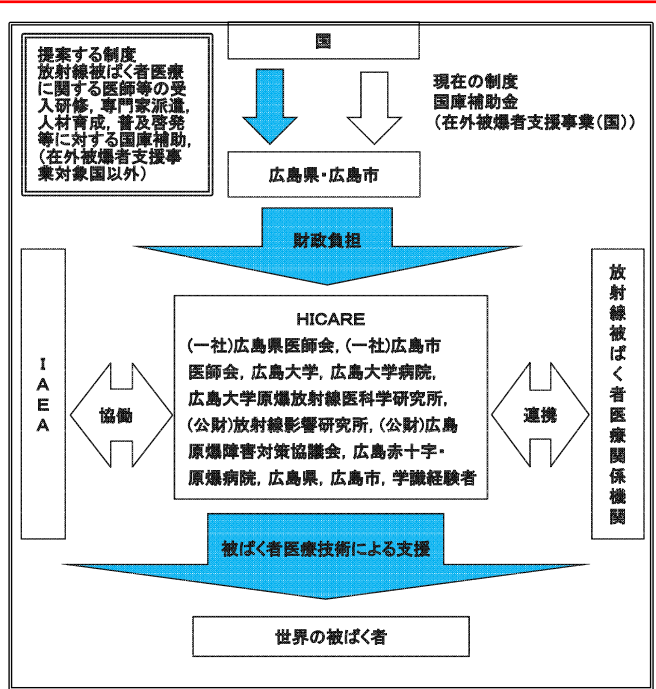 国
提案する制度
放射線被ばく者医療
に関する医師等の受
入研修，専門家派遣，
人材育成，普及啓発
等に対する国庫補助，
（在外被爆者支援事
業対象国以外）
現在の制度
国庫補助金
（在外被爆者支援事業（国））
広島県・広島市
財政負担
IAEA
協働
HICARE
（一社）広島県医師会，（一社）広島市
医師会，広島大学，広島大学病院，
広島大学原爆放射線医科学研究所，
（公財）放射線影響研究所，（公財）広島
原爆障害対策協議会，広島赤十字・
原爆病院，広島県，広島市，学識経験者
連携
放射線被ばく者医療関係機関
被ばく者医療技術による支援
世界の被ばく者